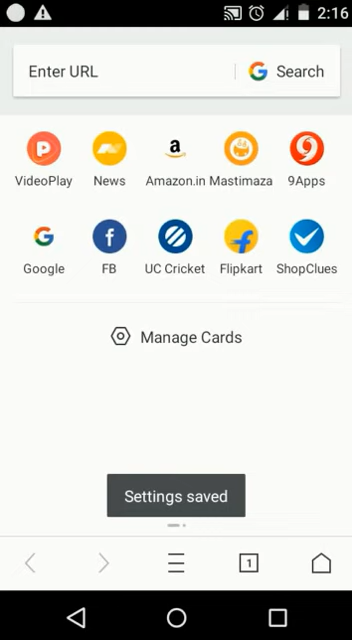 2:16
Enter URL
Search
VideoPlay
News
Amazon.in
Mastimaza
9Apps
Google
FB
UC Cricket
Flipkart
ShopClues
Manage Cards
Settings saved
1